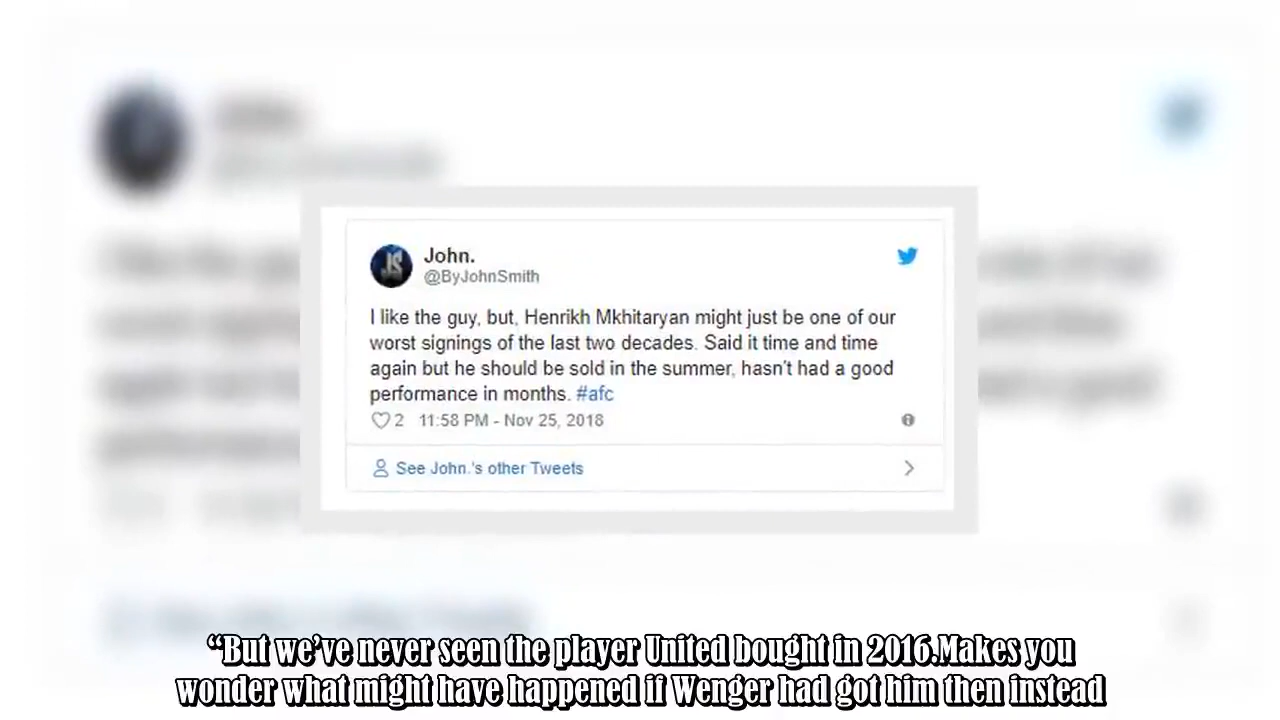 John.
@ByJohnSmith
I like the guy, but, Henrikh Mkhitaryan might just be one of our
worst signings of the last two decades. Said it time and time
again but he should be sold in the summer, hasn't had a good
performance in months. #afc
2 11:58 PM - Nov 25, 2018
See John.'s other Tweets
“But we’ve never seen the player United bought in 2016.Makes you
wonder what might have happened if Wenger had got him then instead